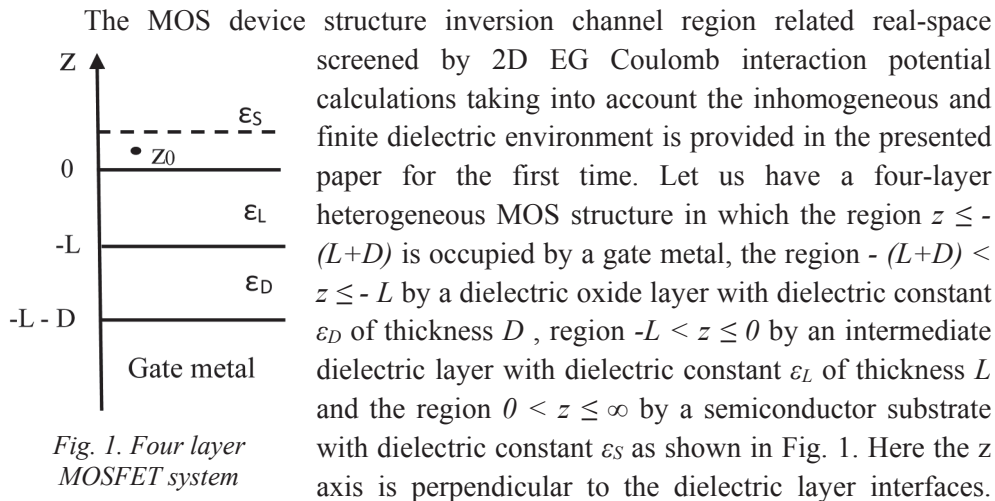 The MOS device structure inversion channel region related real-space
screened by 2D EG Coulomb interaction potential
calculations taking into account the inhomogeneous and
finite dielectric environment is provided in the presented
paper for the first time. Let us have a four-layer
heterogeneous MOS structure in which the region z ≤ -
(L+D) is occupied by a gate metal, the region - (L+D) <
z ≤ - L by a dielectric oxide layer with dielectric constant
εD of thickness D , region -L < z ≤ 0 by an intermediate
dielectric layer with dielectric constant εL of thickness L
and the region 0 < z ≤ ∞ by a semiconductor substrate
with dielectric constant εS as shown in Fig. 1. Here the z
axis is perpendicular to the dielectric layer interfaces.
Z
εS
z0
0
εL
-L
εD
-L - D
Gate metal
Fig. 1. Four layer
MOSFET system